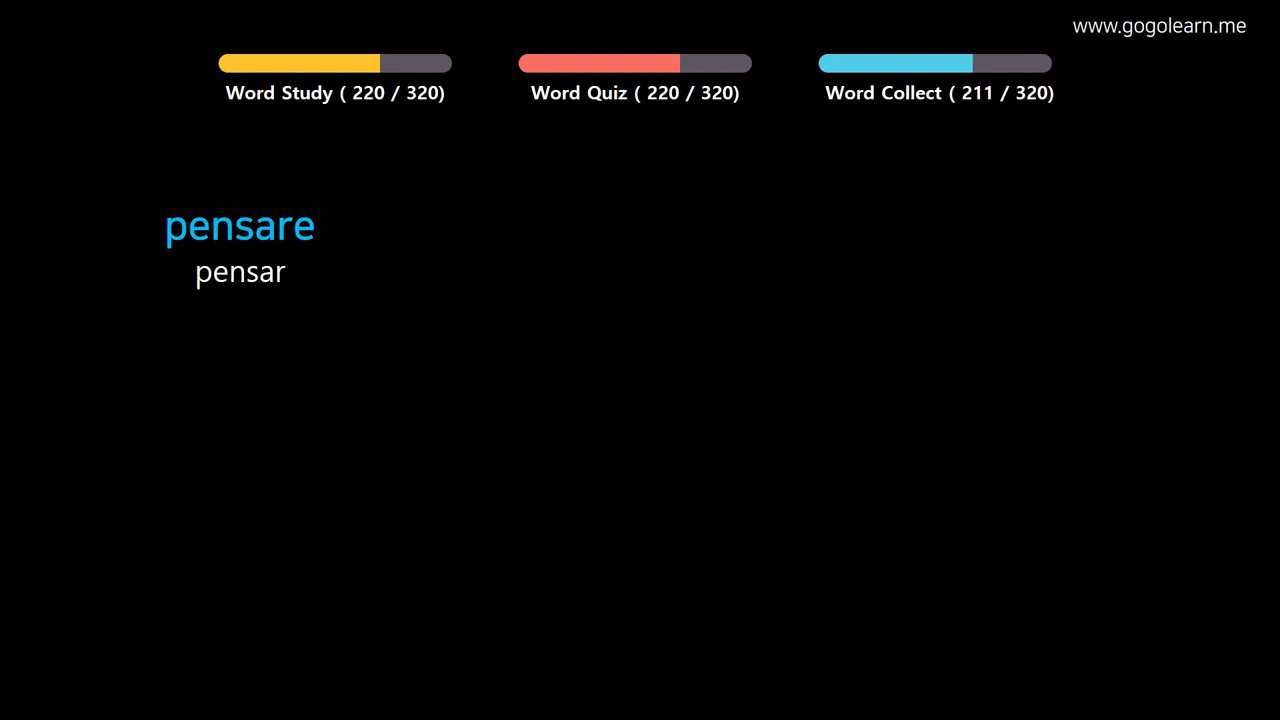 www.gogolearn.me
Word Study ( 220 / 320)
Word Quiz ( 220 / 320)
Word Collect ( 211 / 320)
pensare
pensar